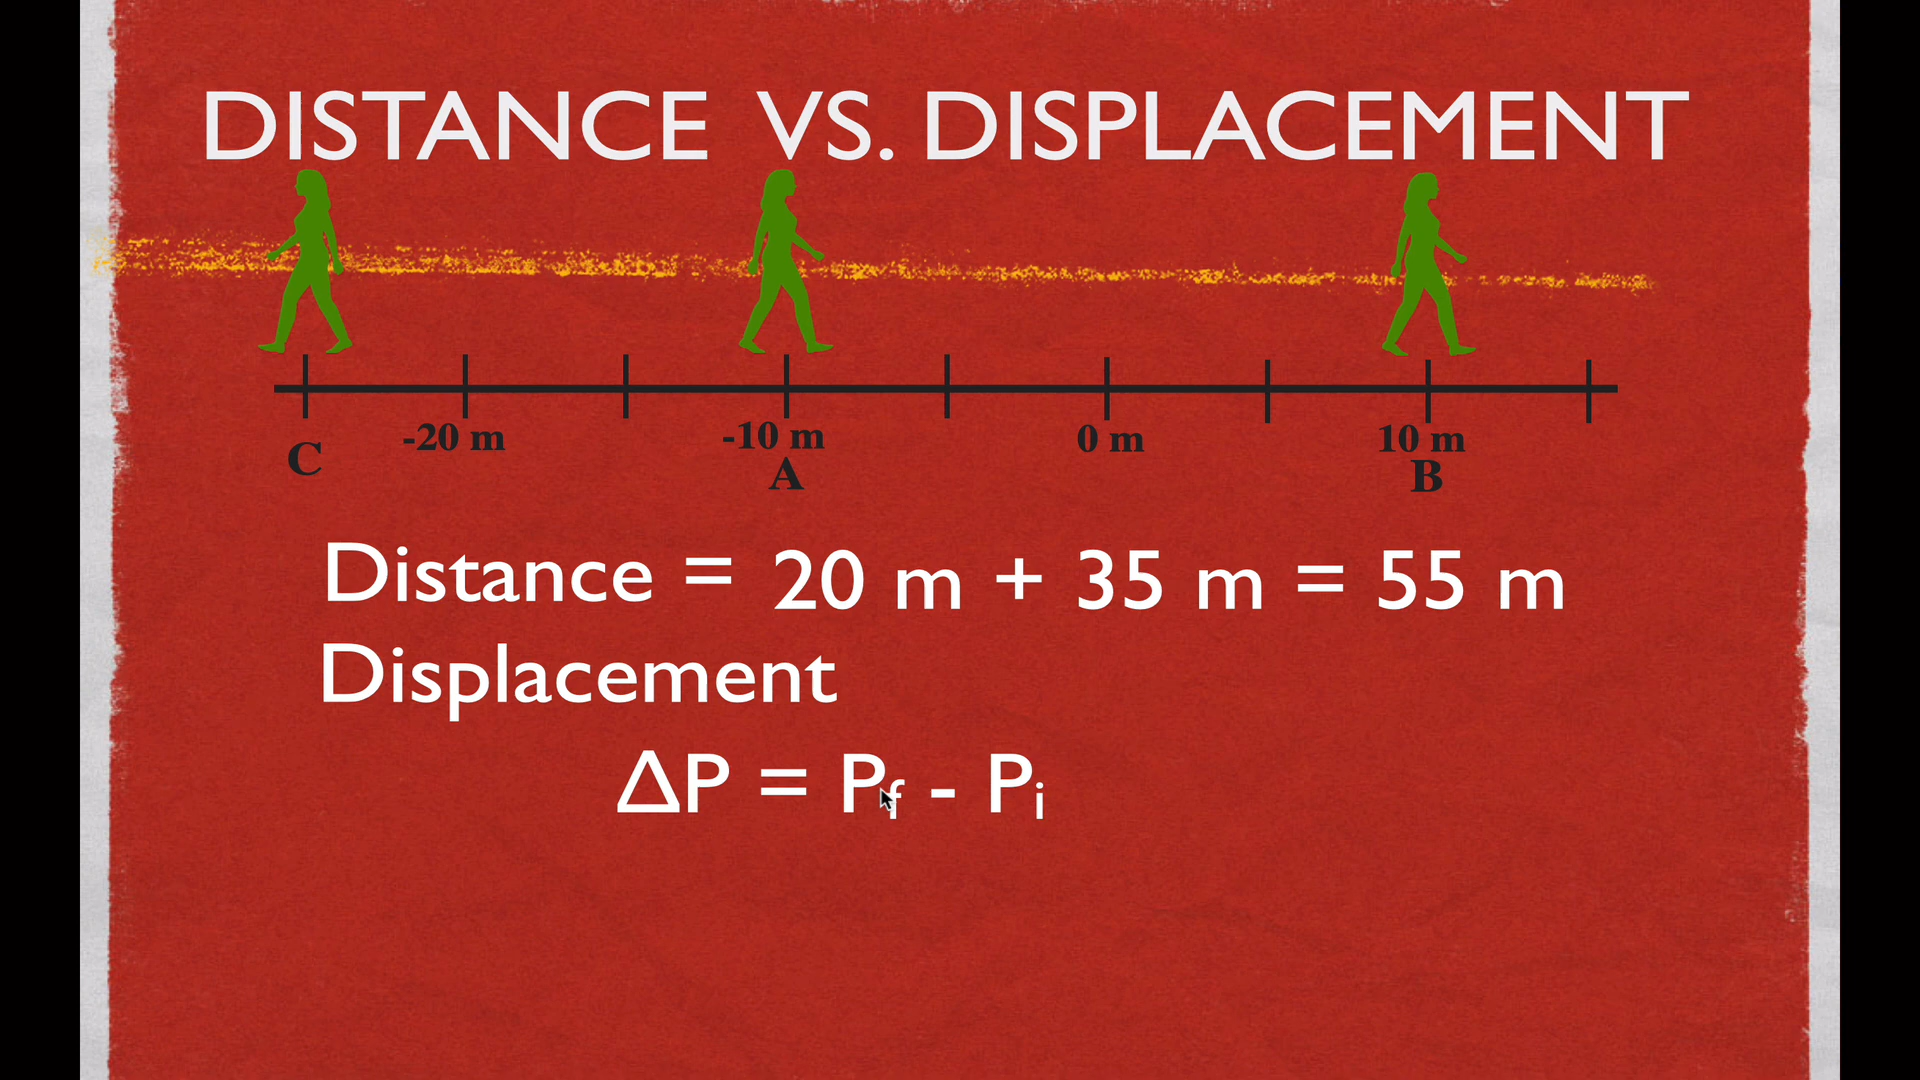 DISTANCE VS. DISPLACEMENT
-20 m -10 m 0 m 10 m
C A B
Distance = 20 m + 35 m = 55 m
Displacement
ΔP = Pf - Pi